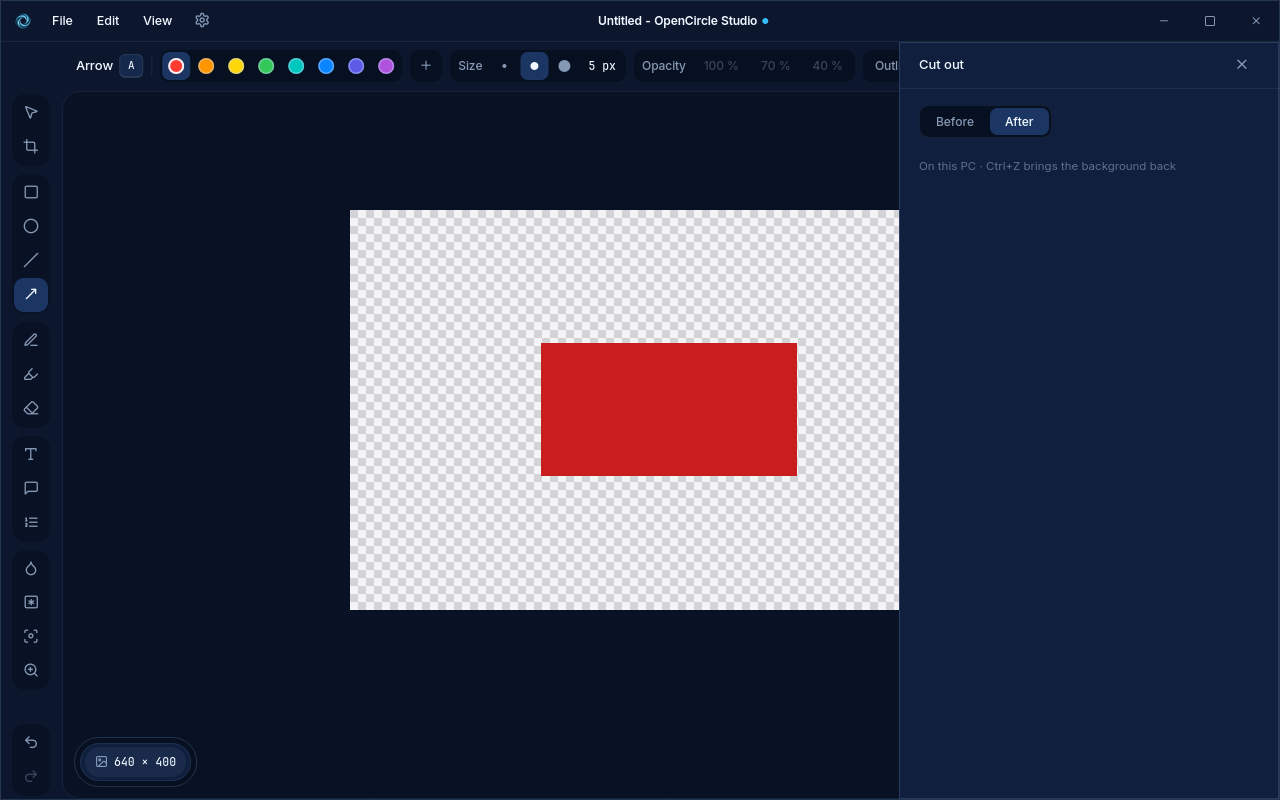 File Edit View
Untitled - OpenCircle Studio
Arrow A
Size 5 px
Opacity 100 % 70 % 40 %
Outl
Cut out
Before After
On this PC · Ctrl+Z brings the background back
640 × 400